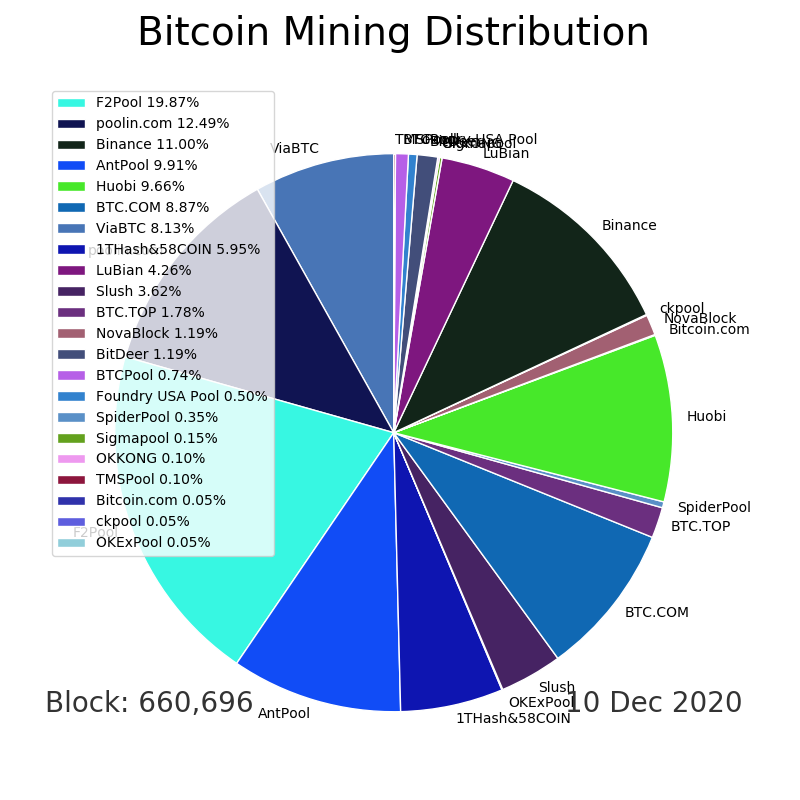 Bitcoin Mining Distribution
F2Pool 19.87%
poolin.com 12.49%
Binance 11.00%
AntPool 9.91%
Huobi 9.66%
BTC.COM 8.87%
ViaBTC 8.13%
1THash&58COIN 5.95%
LuBian 4.26%
Slush 3.62%
BTC.TOP 1.78%
NovaBlock 1.19%
BitDeer 1.19%
BTCPool 0.74%
Foundry USA Pool 0.50%
SpiderPool 0.35%
Sigmapool 0.15%
OKKONG 0.10%
TMSPool 0.10%
Bitcoin.com 0.05%
ckpool 0.05%
OKExPool 0.05%
ViaBTC
F2Pool
USA Pool
LuBian
Binance
ckpool
NovaBlock
Bitcoin.com
Huobi
SpiderPool
BTC.TOP
BTC.COM
Slush
OKExPool
1THash&58COIN
AntPool
Block: 660,696
10 Dec 2020